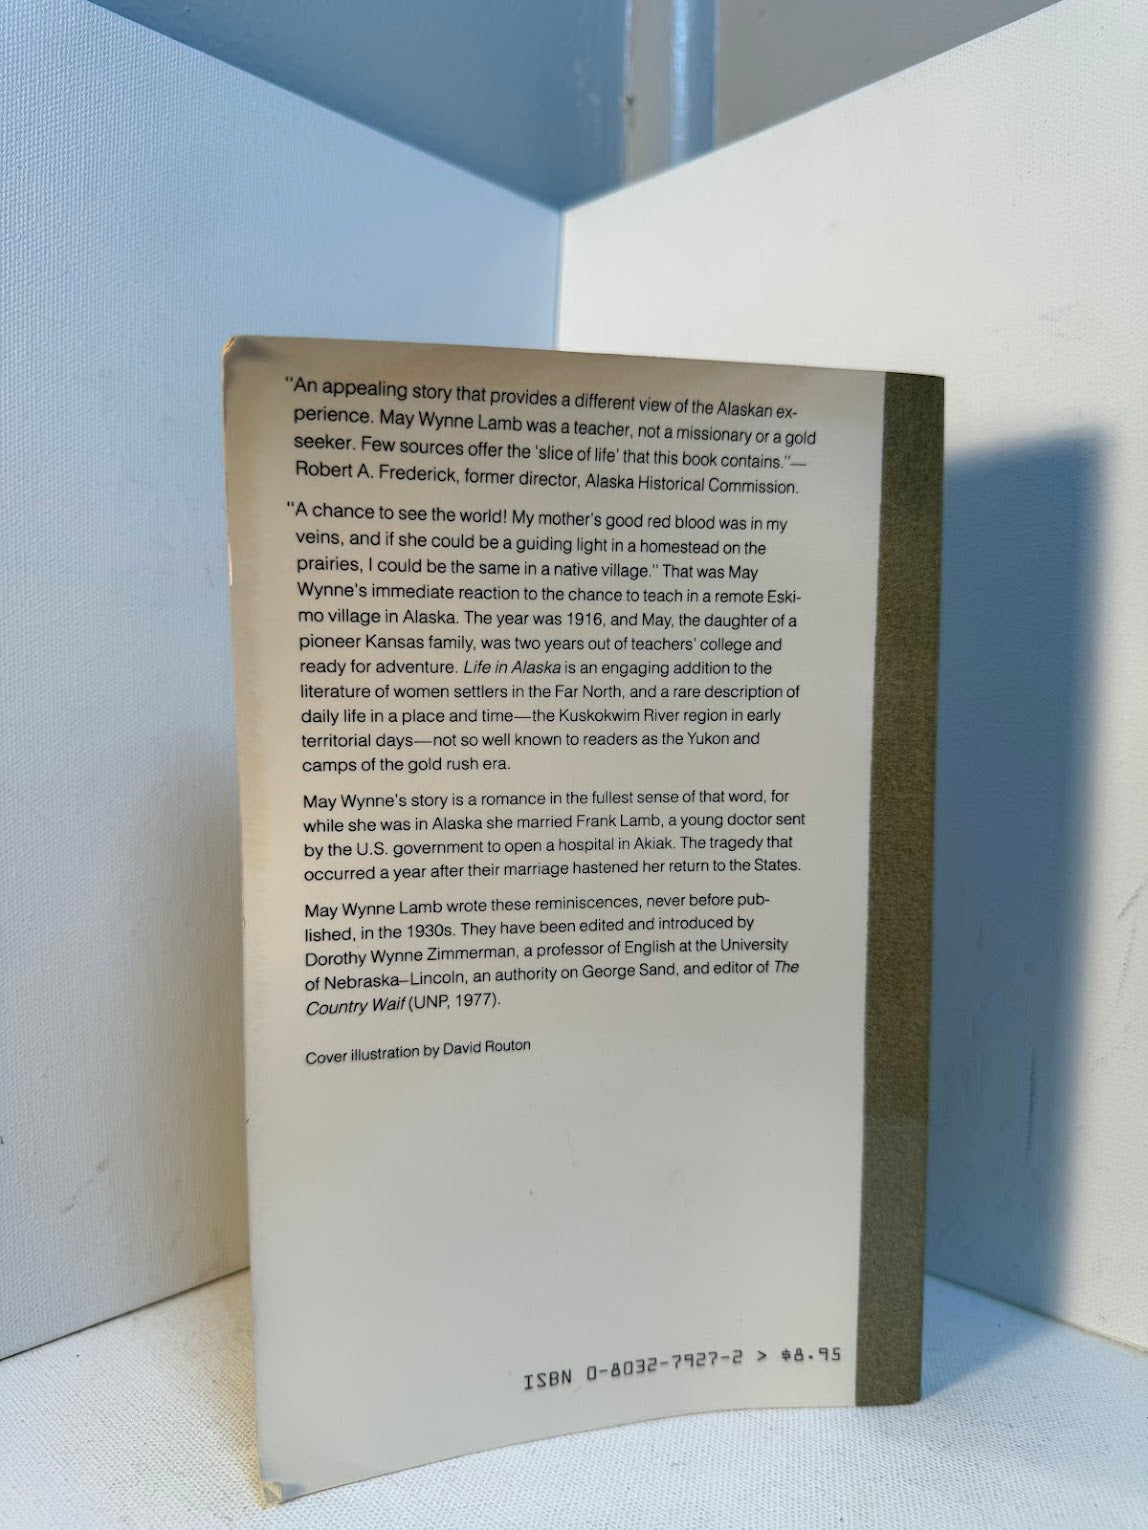 “An appealing story that provides a different view of the Alaskan ex-
perience. May Wynne Lamb was a teacher, not a missionary or a gold
seeker. Few sources offer the ‘slice of life’ that this book contains.”—
Robert A. Frederick, former director, Alaska Historical Commission.
“A chance to see the world! My mother’s good red blood was in my
veins, and if she could be a guiding light in a homestead on the
prairies, I could be the same in a native village.” That was May
Wynne’s immediate reaction to the chance to teach in a remote Eski-
mo village in Alaska. The year was 1916, and May, the daughter of a
pioneer Kansas family, was two years out of teachers’ college and
ready for adventure. Life in Alaska is an engaging addition to the
literature of women settlers in the Far North, and a rare description of
daily life in a place and time—the Kuskokwim River region in early
territorial days—not so well known to readers as the Yukon and
camps of the gold rush era.
May Wynne’s story is a romance in the fullest sense of that word, for
while she was in Alaska she married Frank Lamb, a young doctor sent
by the U.S. government to open a hospital in Akiak. The tragedy that
occurred a year after their marriage hastened her return to the States.
May Wynne Lamb wrote these reminiscences, never before pub-
lished, in the 1930s. They have been edited and introduced by
Dorothy Wynne Zimmerman, a professor of English at the University
of Nebraska–Lincoln, an authority on George Sand, and editor of The
Country Waif (UNP, 1977).
Cover illustration by David Routon
ISBN 0-8032-7927-2 > $8.95